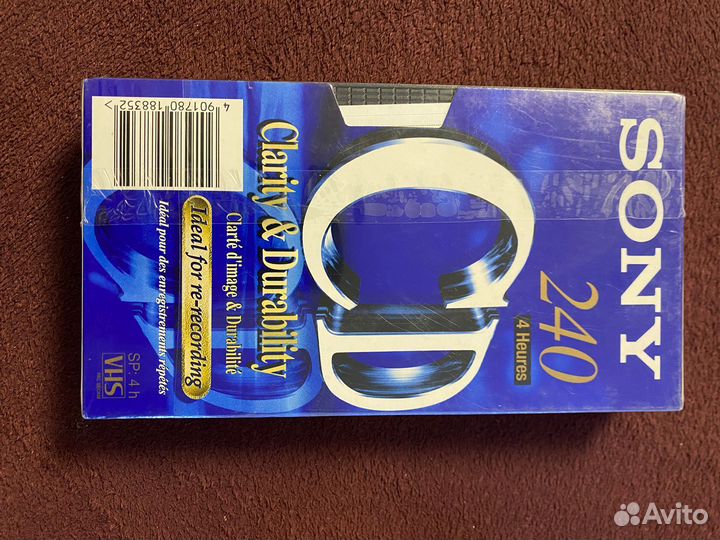 SONY
240
4 Heures
CD
Clarity & Durability
Clarté d'image & Durabilité
Ideal for re-recording
Idéal pour des enregistrements répétés
SP: 4 h
VHS
4 901780 188352 >
Avito